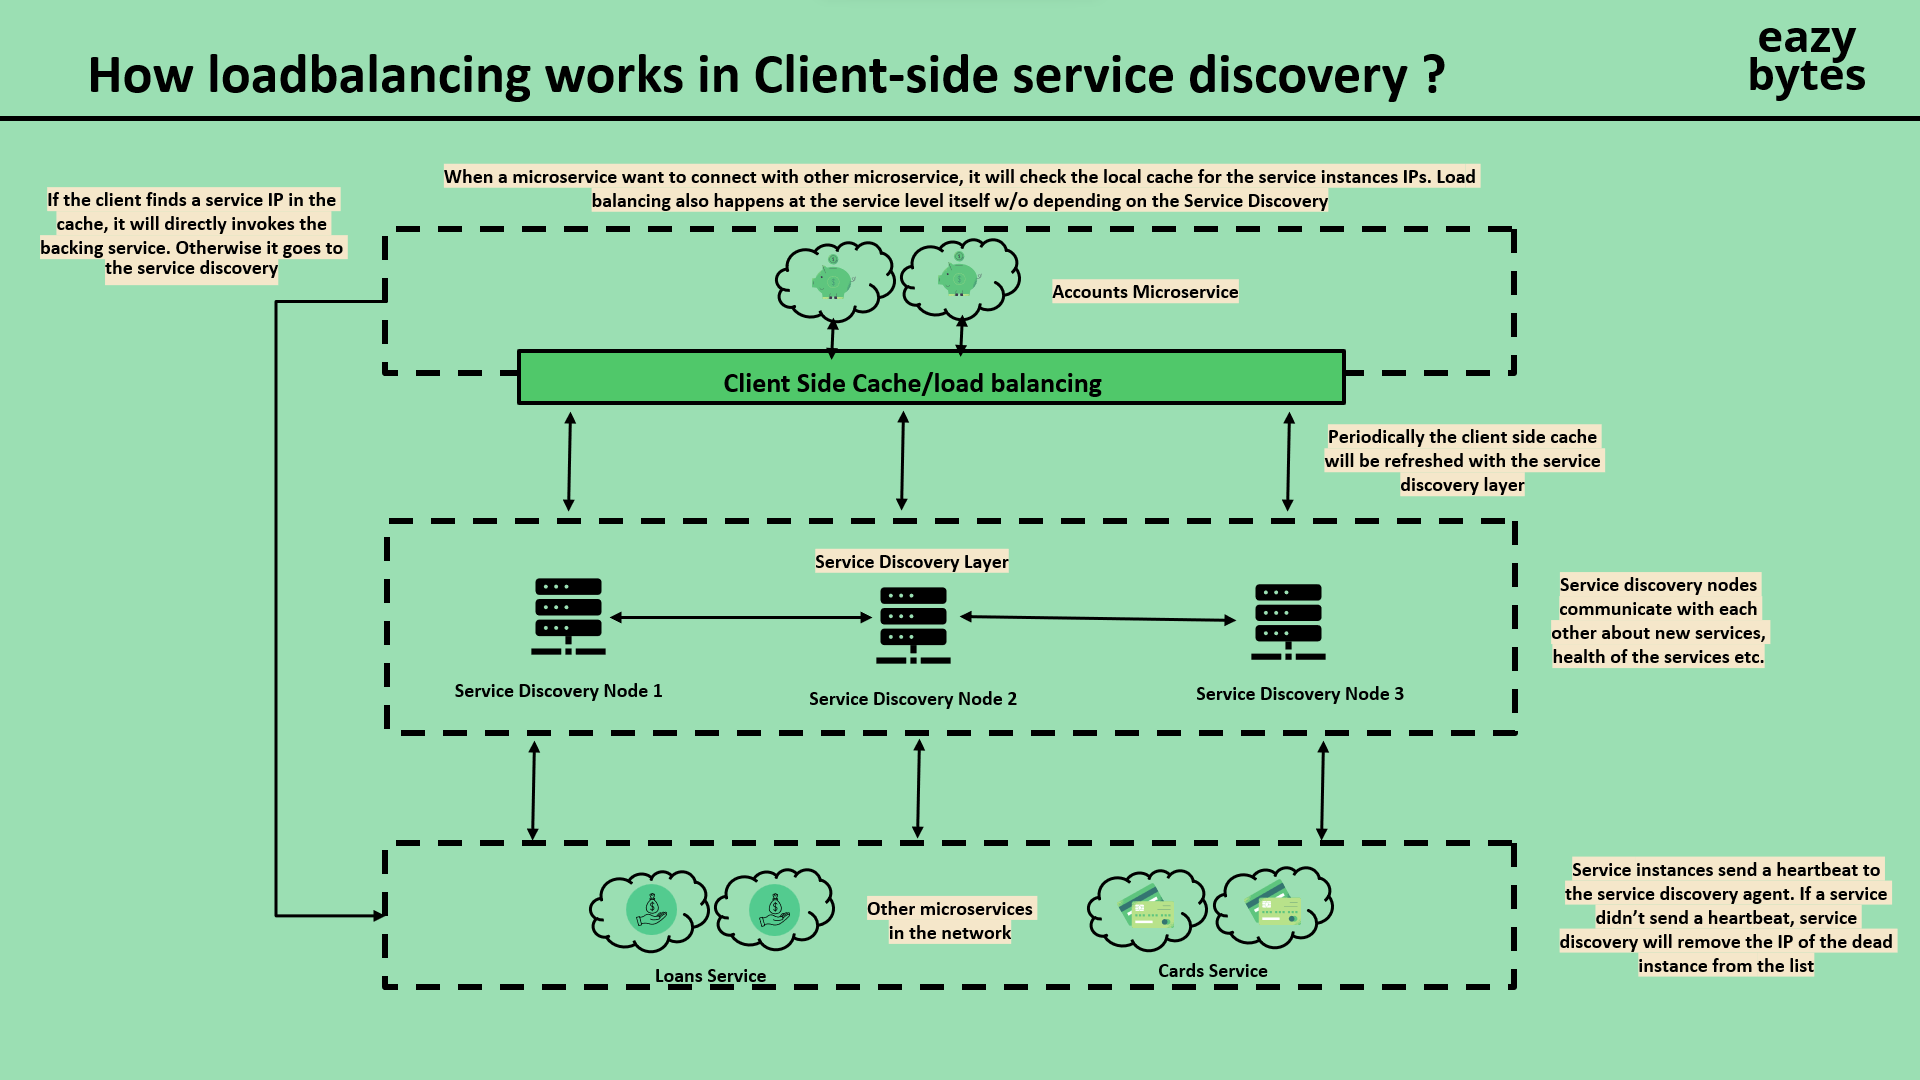 How loadbalancing works in Client-side service discovery ?
eazy
bytes
When a microservice want to connect with other microservice, it will check the local cache for the service instances IPs. Load
balancing also happens at the service level itself w/o depending on the Service Discovery
If the client finds a service IP in the
cache, it will directly invokes the
backing service. Otherwise it goes to
the service discovery
Accounts Microservice
Client Side Cache/load balancing
Periodically the client side cache
will be refreshed with the service
discovery layer
Service Discovery Layer
Service discovery nodes
communicate with each
other about new services,
health of the services etc.
Service Discovery Node 1
Service Discovery Node 2
Service Discovery Node 3
Service instances send a heartbeat to
the service discovery agent. If a service
didn’t send a heartbeat, service
discovery will remove the IP of the dead
instance from the list
Other microservices
in the network
Loans Service
Cards Service